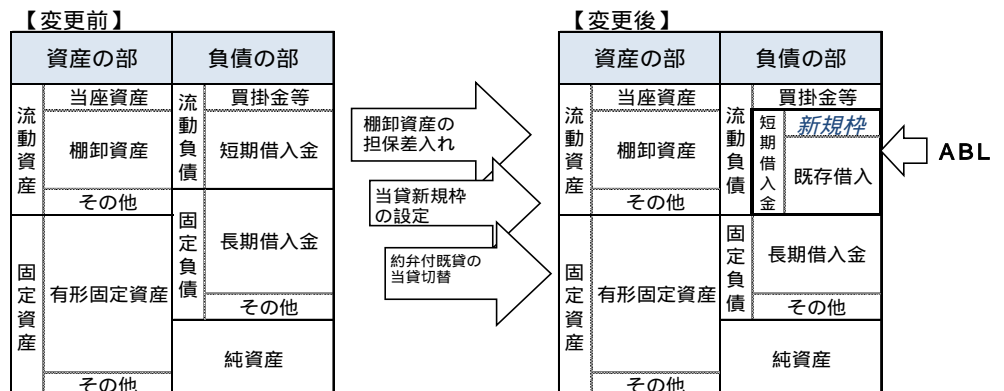 【変更前】
資産の部
負債の部
流動資産
当座資産
棚卸資産
その他
固定資産
有形固定資産
その他
流動負債
買掛金等
短期借入金
固定負債
長期借入金
その他
純資産
棚卸資産の
担保差入れ
当貸新規枠
の設定
約弁付既貸の
当貸切替
【変更後】
資産の部
負債の部
流動資産
当座資産
棚卸資産
その他
固定資産
有形固定資産
その他
流動負債
買掛金等
短期借入金
新規枠
既存借入
固定負債
長期借入金
その他
純資産
ABL